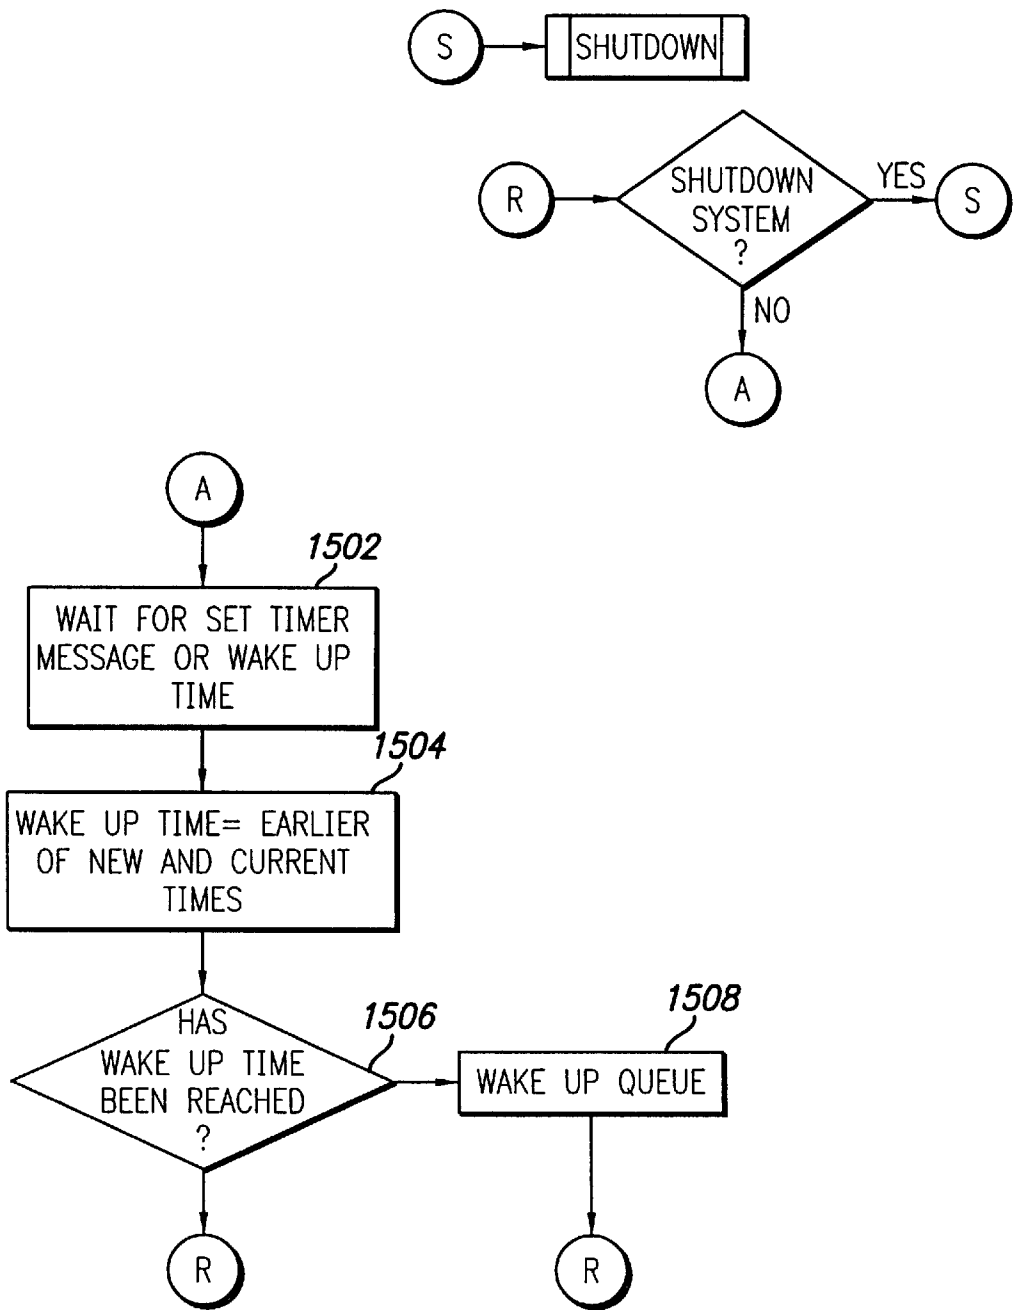 S
SHUTDOWN
R
SHUTDOWN
SYSTEM
?
YES
S
NO
A
A
1502
WAIT FOR SET TIMER
MESSAGE OR WAKE UP
TIME
1504
WAKE UP TIME= EARLIER
OF NEW AND CURRENT
TIMES
1506
HAS
WAKE UP TIME
BEEN REACHED
?
1508
WAKE UP QUEUE
R
R